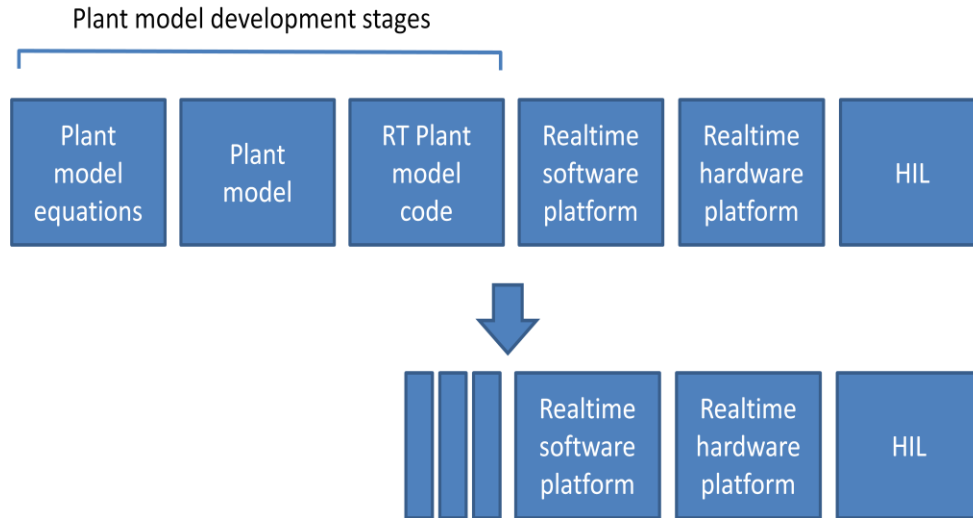 Plant model development stages
Plant
model
equations
Plant
model
RT Plant
model
code
Realtime
software
platform
Realtime
hardware
platform
HIL
Realtime
software
platform
Realtime
hardware
platform
HIL